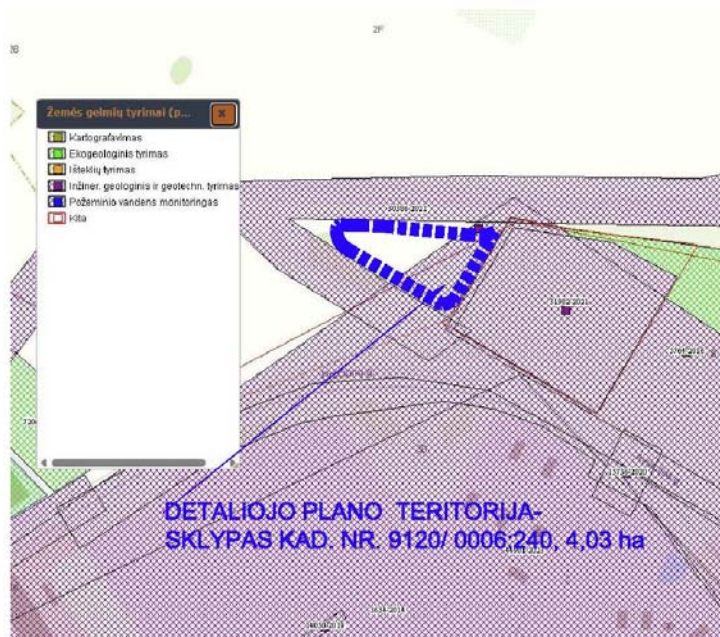 2F
Žemės gelmių tyrimai (p...
x
Kartografavimas
Ekogeologinis tyrimas
Išteklių tyrimas
Inžiner. geologinis ir geotechn. tyrimas
Požeminio vandens monitoringas
Kita
DETALIOJO PLANO TERITORIJA-
SKLYPAS KAD. NR. 9120/ 0006:240, 4,03 ha